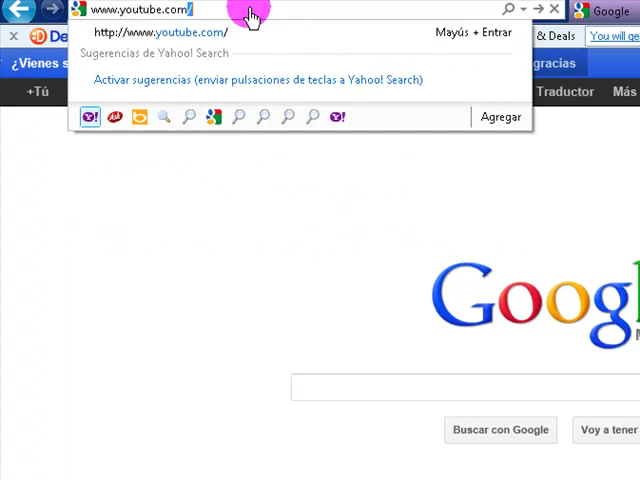 www.youtube.com/
Google
http://www.youtube.com/ Mayús + Entrar
Sugerencias de Yahoo! Search
De & Deals You will ge
¿Vienes s gracias
Activar sugerencias (enviar pulsaciones de teclas a Yahoo! Search)
+Tú Traductor Más
Y! Ask b Y! Agregar
Google
Buscar con Google Voy a tener